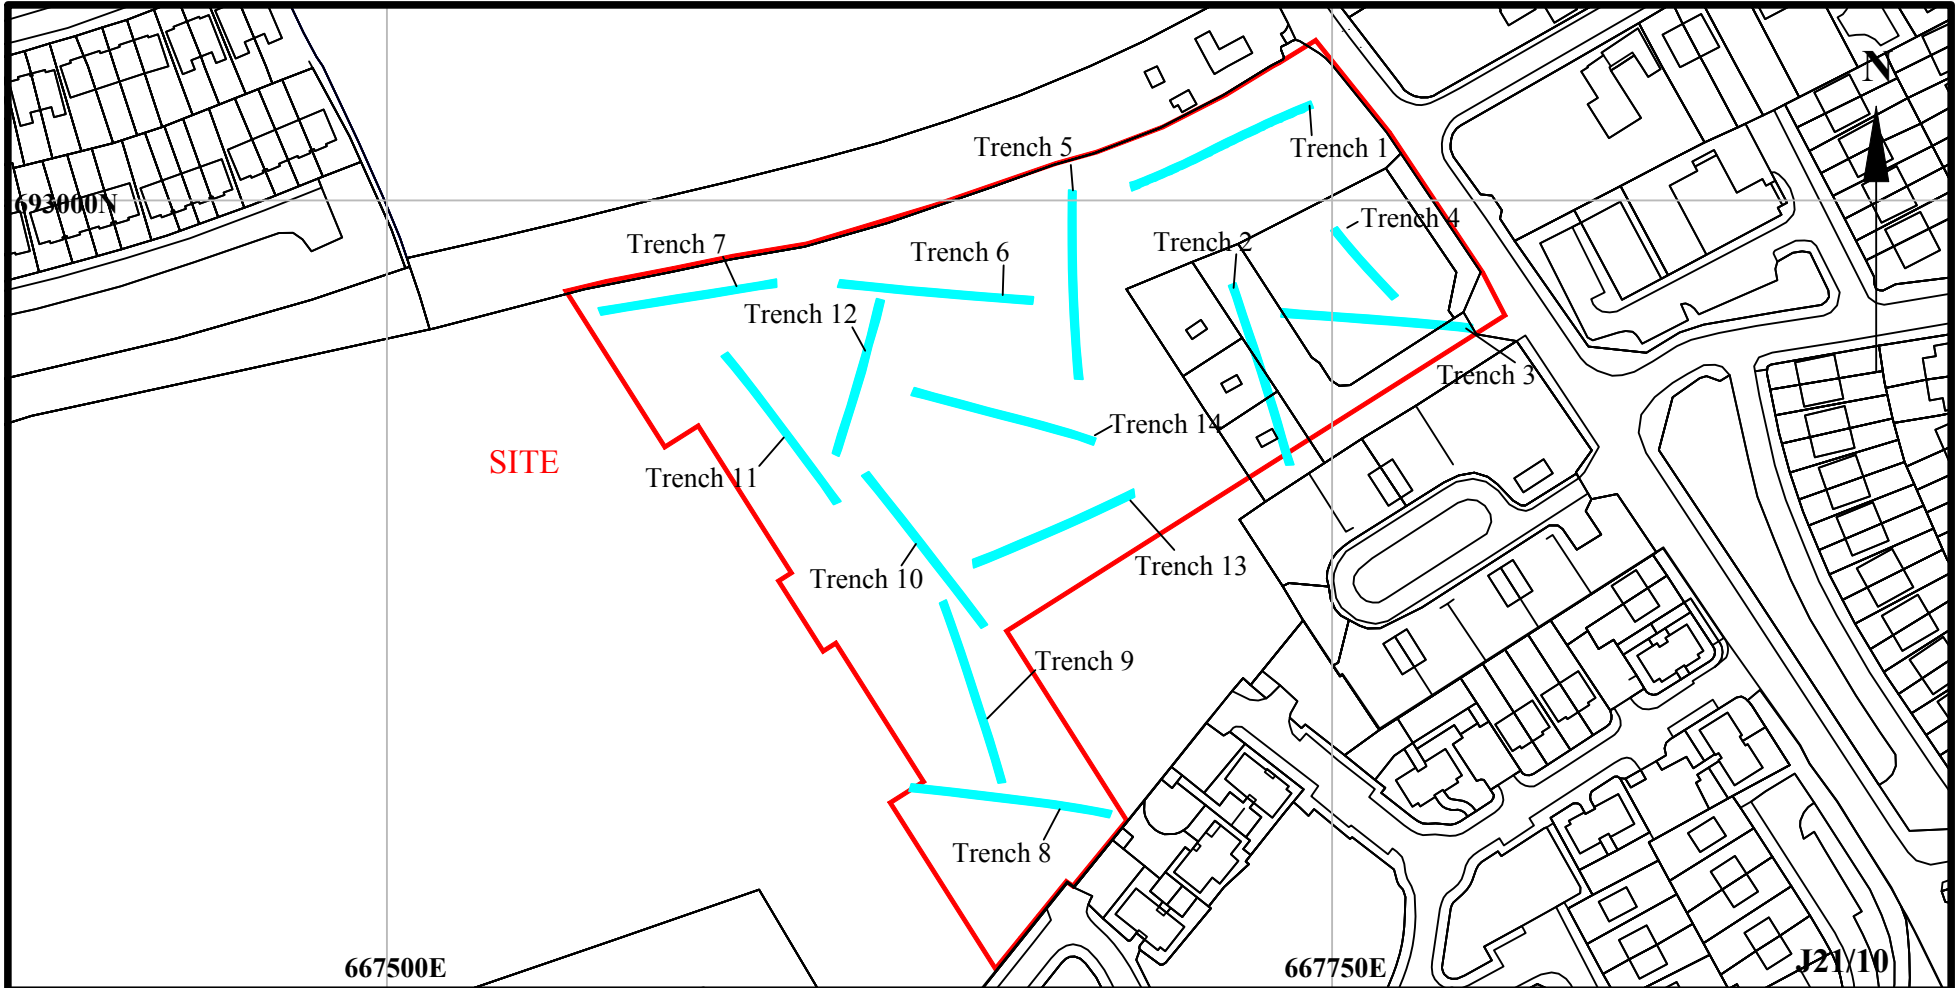 N
Trench 5
Trench 1
693000N
Trench 4
Trench 7
Trench 2
Trench 6
Trench 12
Trench 3
Trench 14
SITE
Trench 11
Trench 13
Trench 10
Trench 9
Trench 8
667500E
667750E
J21/10